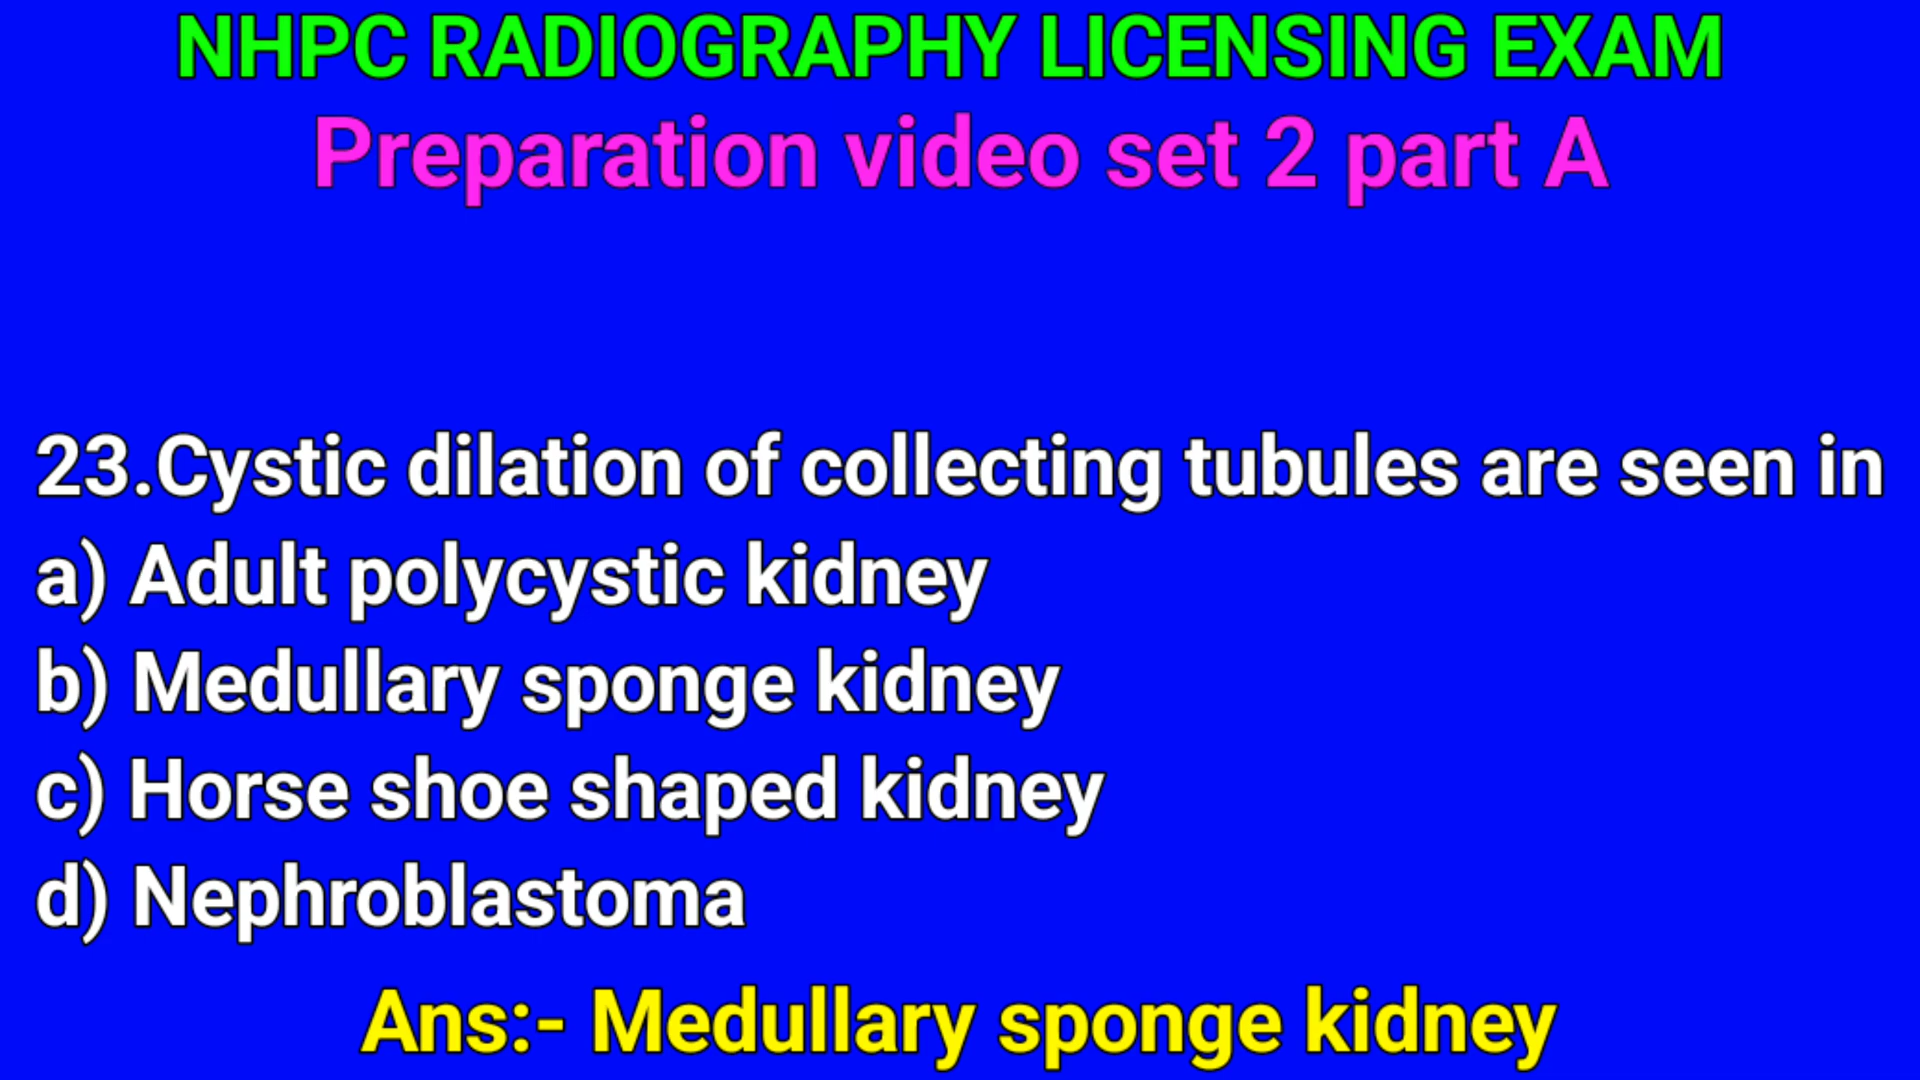 NHPC RADIOGRAPHY LICENSING EXAM
Preparation video set 2 part A
23.Cystic dilation of collecting tubules are seen in
a) Adult polycystic kidney
b) Medullary sponge kidney
c) Horse shoe shaped kidney
d) Nephroblastoma
Ans:- Medullary sponge kidney